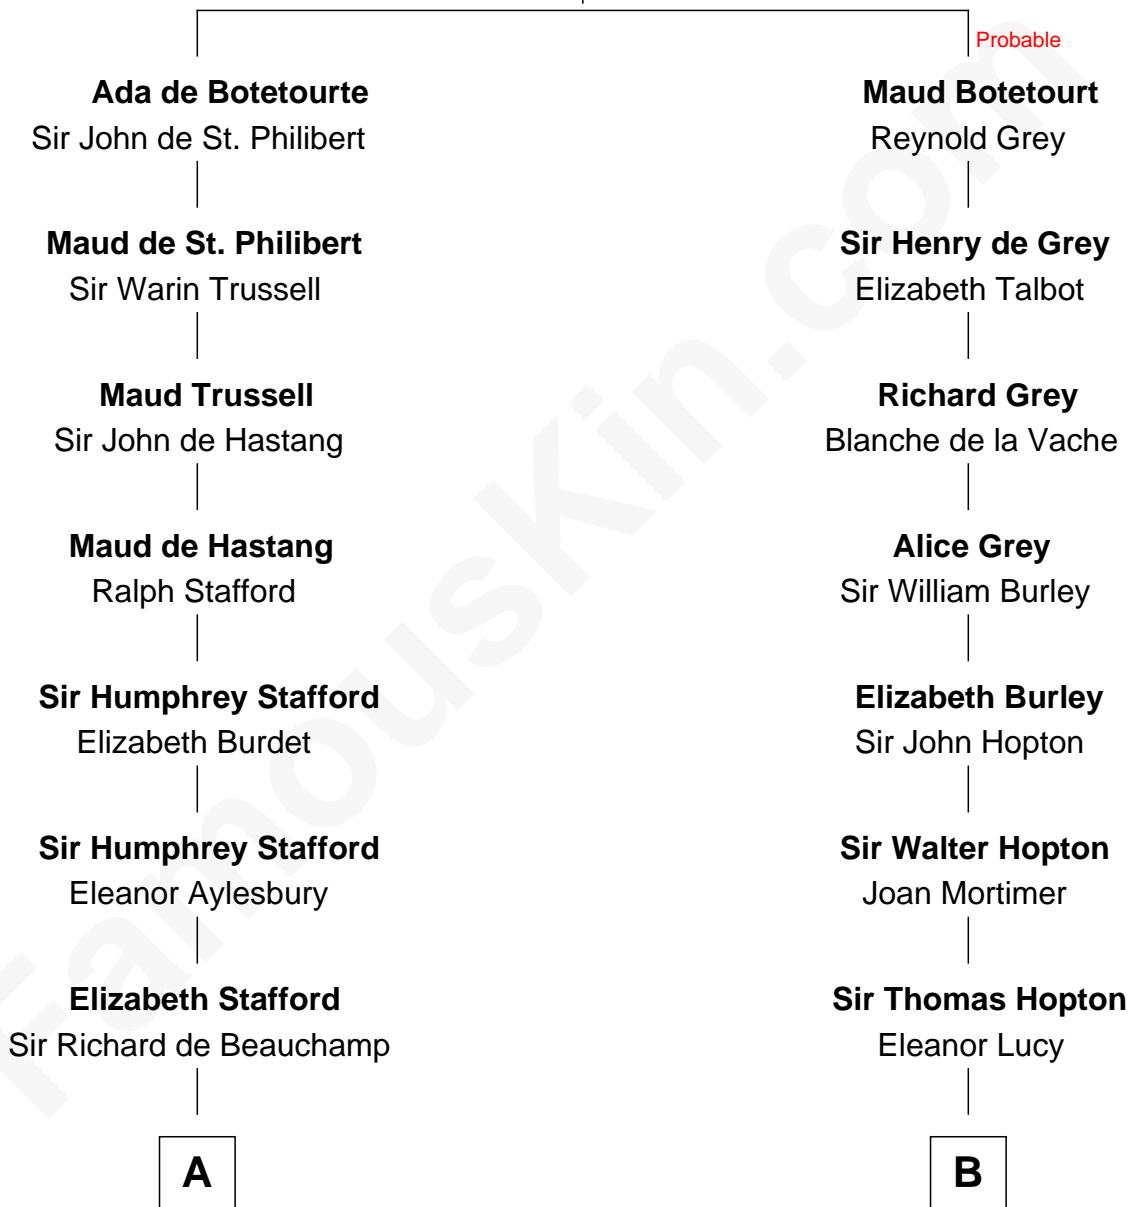 Probable
Ada de Botetourte
Sir John de St. Philibert
Maud Botetourt
Reynold Grey
Maud de St. Philibert
Sir Warin Trussell
Sir Henry de Grey
Elizabeth Talbot
Maud Trussell
Sir John de Hastang
Richard Grey
Blanche de la Vache
Maud de Hastang
Ralph Stafford
Alice Grey
Sir William Burley
Sir Humphrey Stafford
Elizabeth Burdet
Elizabeth Burley
Sir John Hopton
Sir Humphrey Stafford
Eleanor Aylesbury
Sir Walter Hopton
Joan Mortimer
Elizabeth Stafford
Sir Richard de Beauchamp
Sir Thomas Hopton
Eleanor Lucy
A
B
FamousKin.com